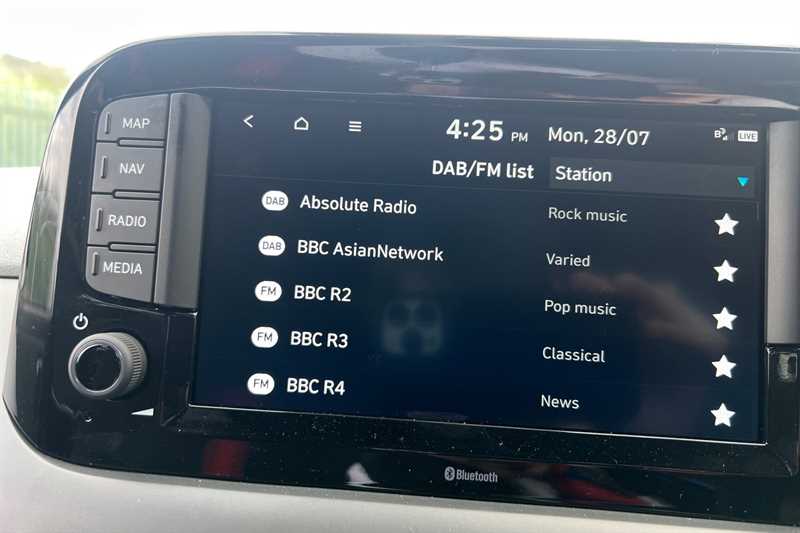 MAP
NAV
RADIO
MEDIA
4:25 PM Mon, 28/07 LIVE
DAB/FM list Station
DAB Absolute Radio Rock music
DAB BBC AsianNetwork Varied
FM BBC R2 Pop music
FM BBC R3 Classical
FM BBC R4 News
Bluetooth